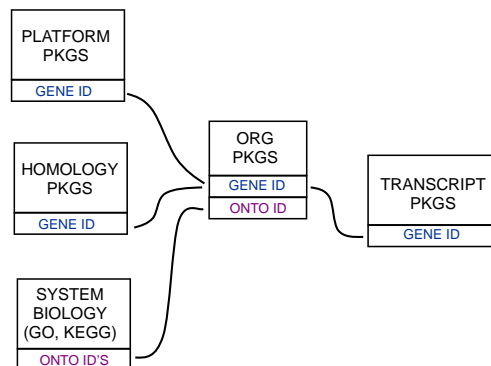 PLATFORM
PKGS
GENE ID
HOMOLOGY
PKGS
GENE ID
SYSTEM
BIOLOGY
(GO, KEGG)
ONTO ID'S
ORG
PKGS
GENE ID
ONTO ID
TRANSCRIPT
PKGS
GENE ID